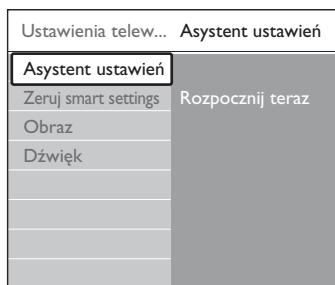 Ustawienia telew... Asystent ustawień
Asystent ustawień
Zeruj smart settings Rozpocznij teraz
Obraz
Dźwięk